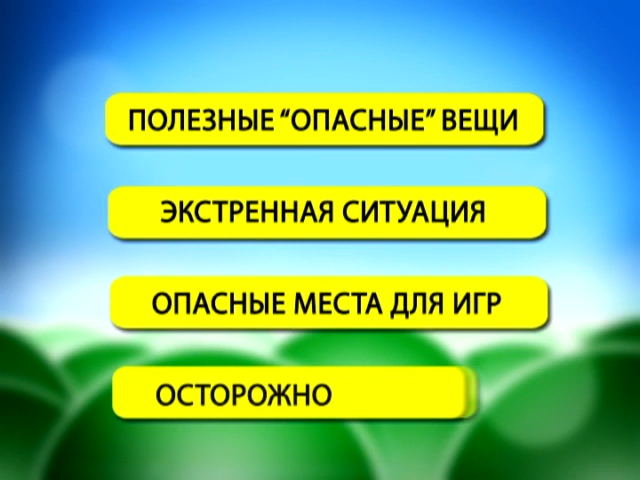 ПОЛЕЗНЫЕ “ОПАСНЫЕ” ВЕЩИ
ЭКСТРЕННАЯ СИТУАЦИЯ
ОПАСНЫЕ МЕСТА ДЛЯ ИГР
ОСТОРОЖНО